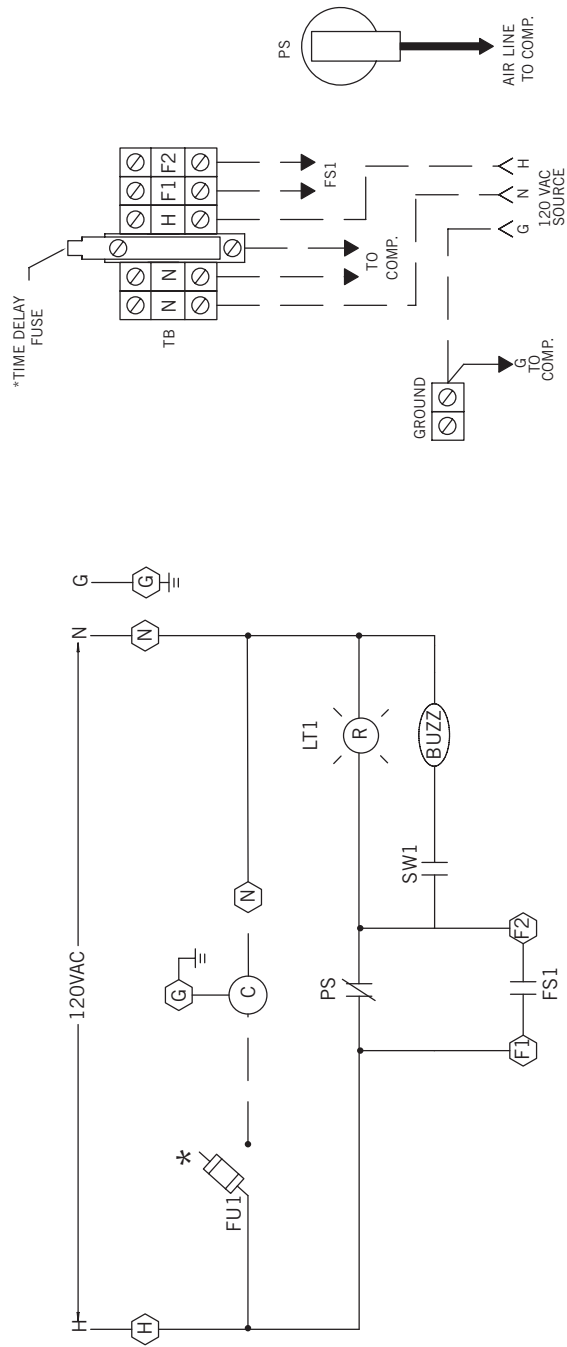 120VAC
H
N
G
H
N
G
*
FU1
G
C
N
PS
LT1
R
SW1
BUZZ
F1
F2
FS1
*TIME DELAY
FUSE
TB
N
N
H
F1
F2
TO
COMP.
FS1
GROUND
G
TO
COMP.
G
N
H
120 VAC
SOURCE
PS
AIR LINE
TO COMP.